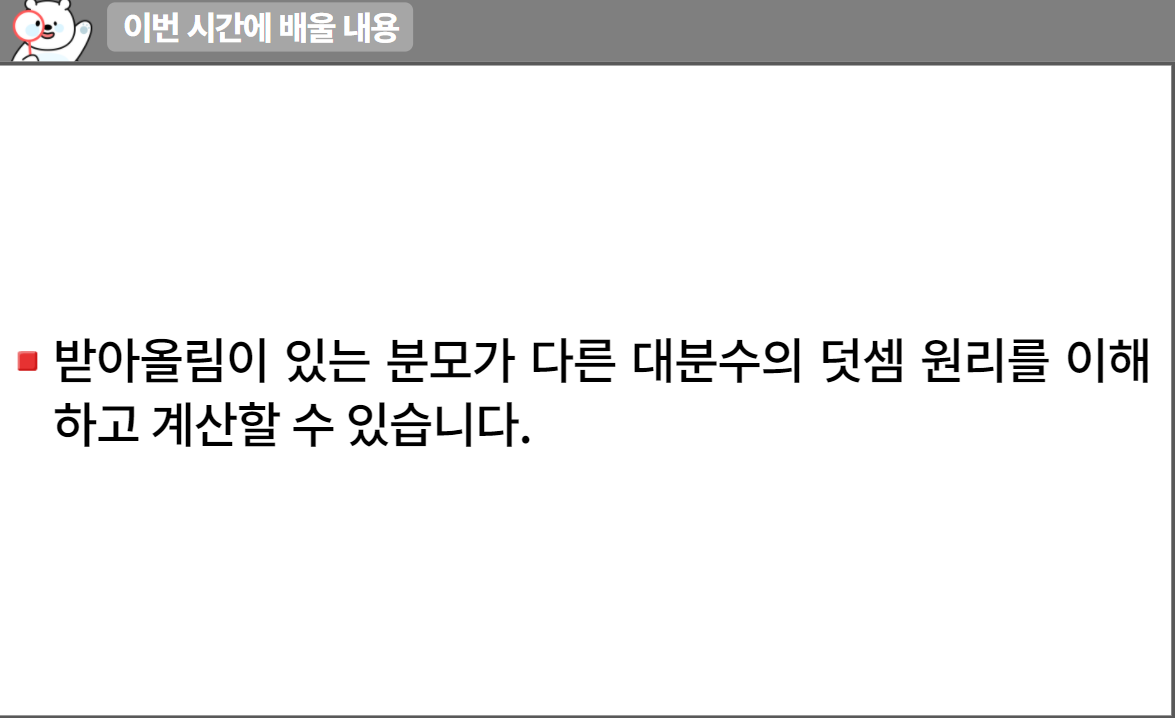 이번 시간에 배울 내용
받아올림이 있는 분모가 다른 대분수의 덧셈 원리를 이해
하고 계산할 수 있습니다.